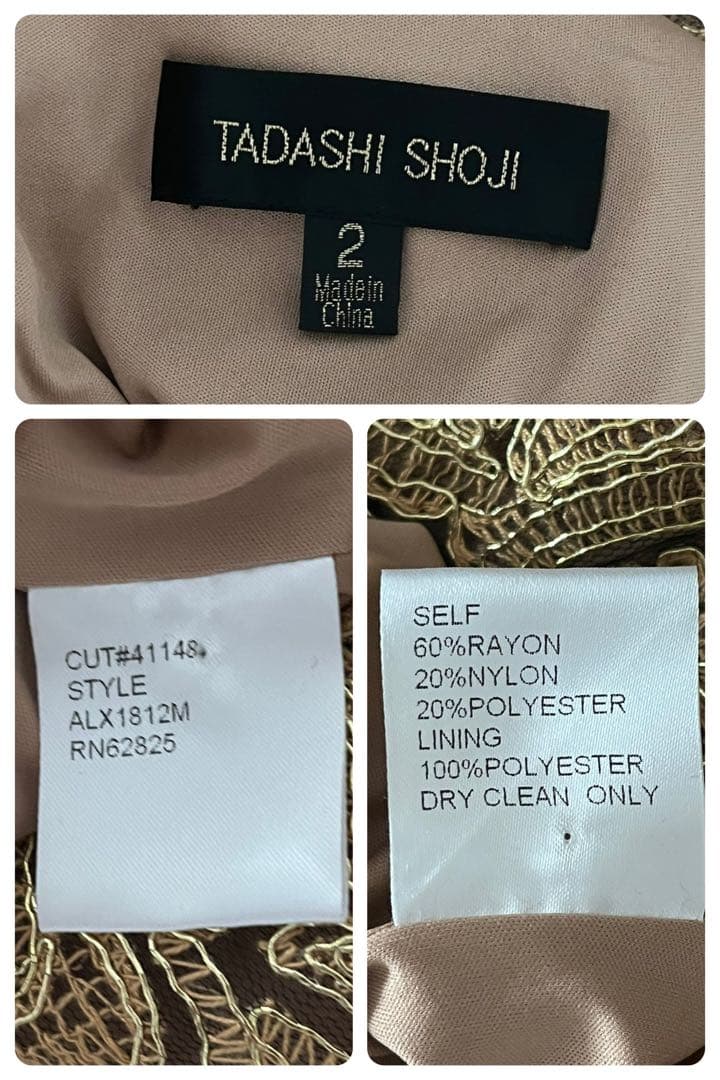 TADASHI SHOJI
2
Made in
China
CUT#41148
STYLE
ALX1812M
RN62825
SELF
60%RAYON
20%NYLON
20%POLYESTER
LINING
100%POLYESTER
DRY CLEAN ONLY